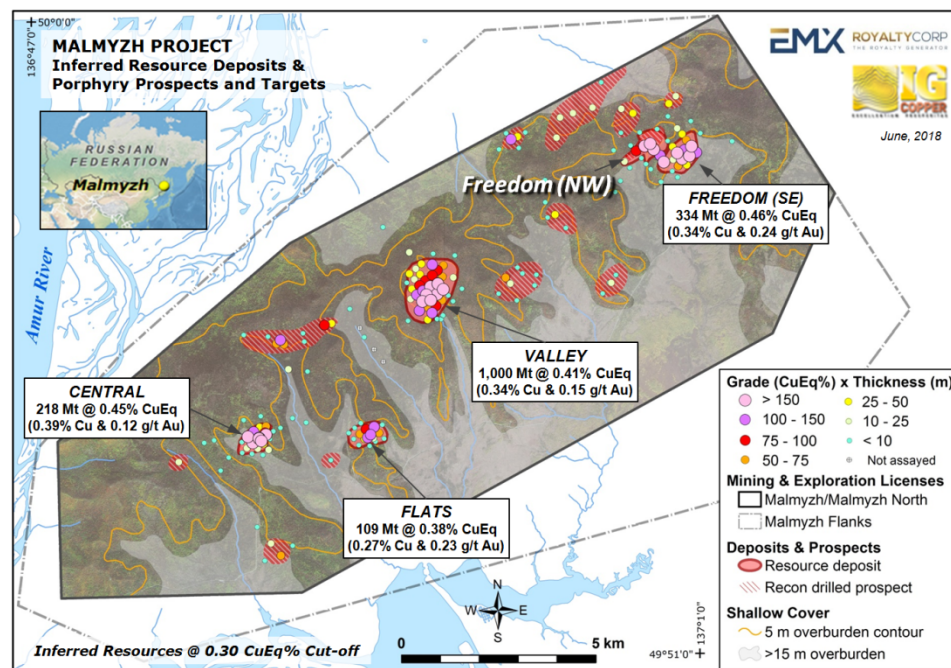 136°47'0"
50°0'0"
MALMYZH PROJECT
Inferred Resource Deposits &
Porphyry Prospects and Targets
EMX ROYALTYCORP
THE ROYALTY GENERATOR
IG
COPPER
June, 2018
RUSSIAN
FEDERATION
Malmyzh
Amur River
Freedom (NW)
FREEDOM (SE)
334 Mt @ 0.46% CuEq
(0.34% Cu & 0.24 g/t Au)
VALLEY
1,000 Mt @ 0.41% CuEq
(0.34% Cu & 0.15 g/t Au)
CENTRAL
218 Mt @ 0.45% CuEq
(0.39% Cu & 0.12 g/t Au)
FLATS
109 Mt @ 0.38% CuEq
(0.27% Cu & 0.23 g/t Au)
Grade (CuEq%) x Thickness (m)
> 150 25 - 50
100 - 150 10 - 25
75 - 100 < 10
50 - 75 Not assayed
Mining & Exploration Licenses
Malmyzh/Malmyzh North
Malmyzh Flanks
Deposits & Prospects
Resource deposit
Recon drilled prospect
Shallow Cover
5 m overburden contour
>15 m overburden
N
W E
S
0 5 km
Inferred Resources @ 0.30 CuEq% Cut-off
49°51'0"
137°1'0"